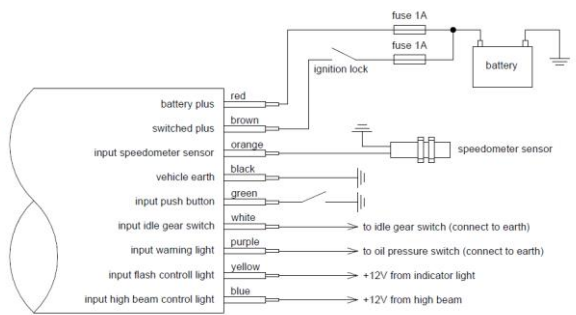 fuse 1A
fuse 1A
ignition lock
battery
red
battery plus
brown
switched plus
orange
input speedometer sensor
speedometer sensor
black
vehicle earth
green
input push button
white
input idle gear switch
to idle gear switch (connect to earth)
purple
input warning light
to oil pressure switch (connect to earth)
yellow
input flash controll light
+12V from indicator light
blue
input high beam control light
+12V from high beam